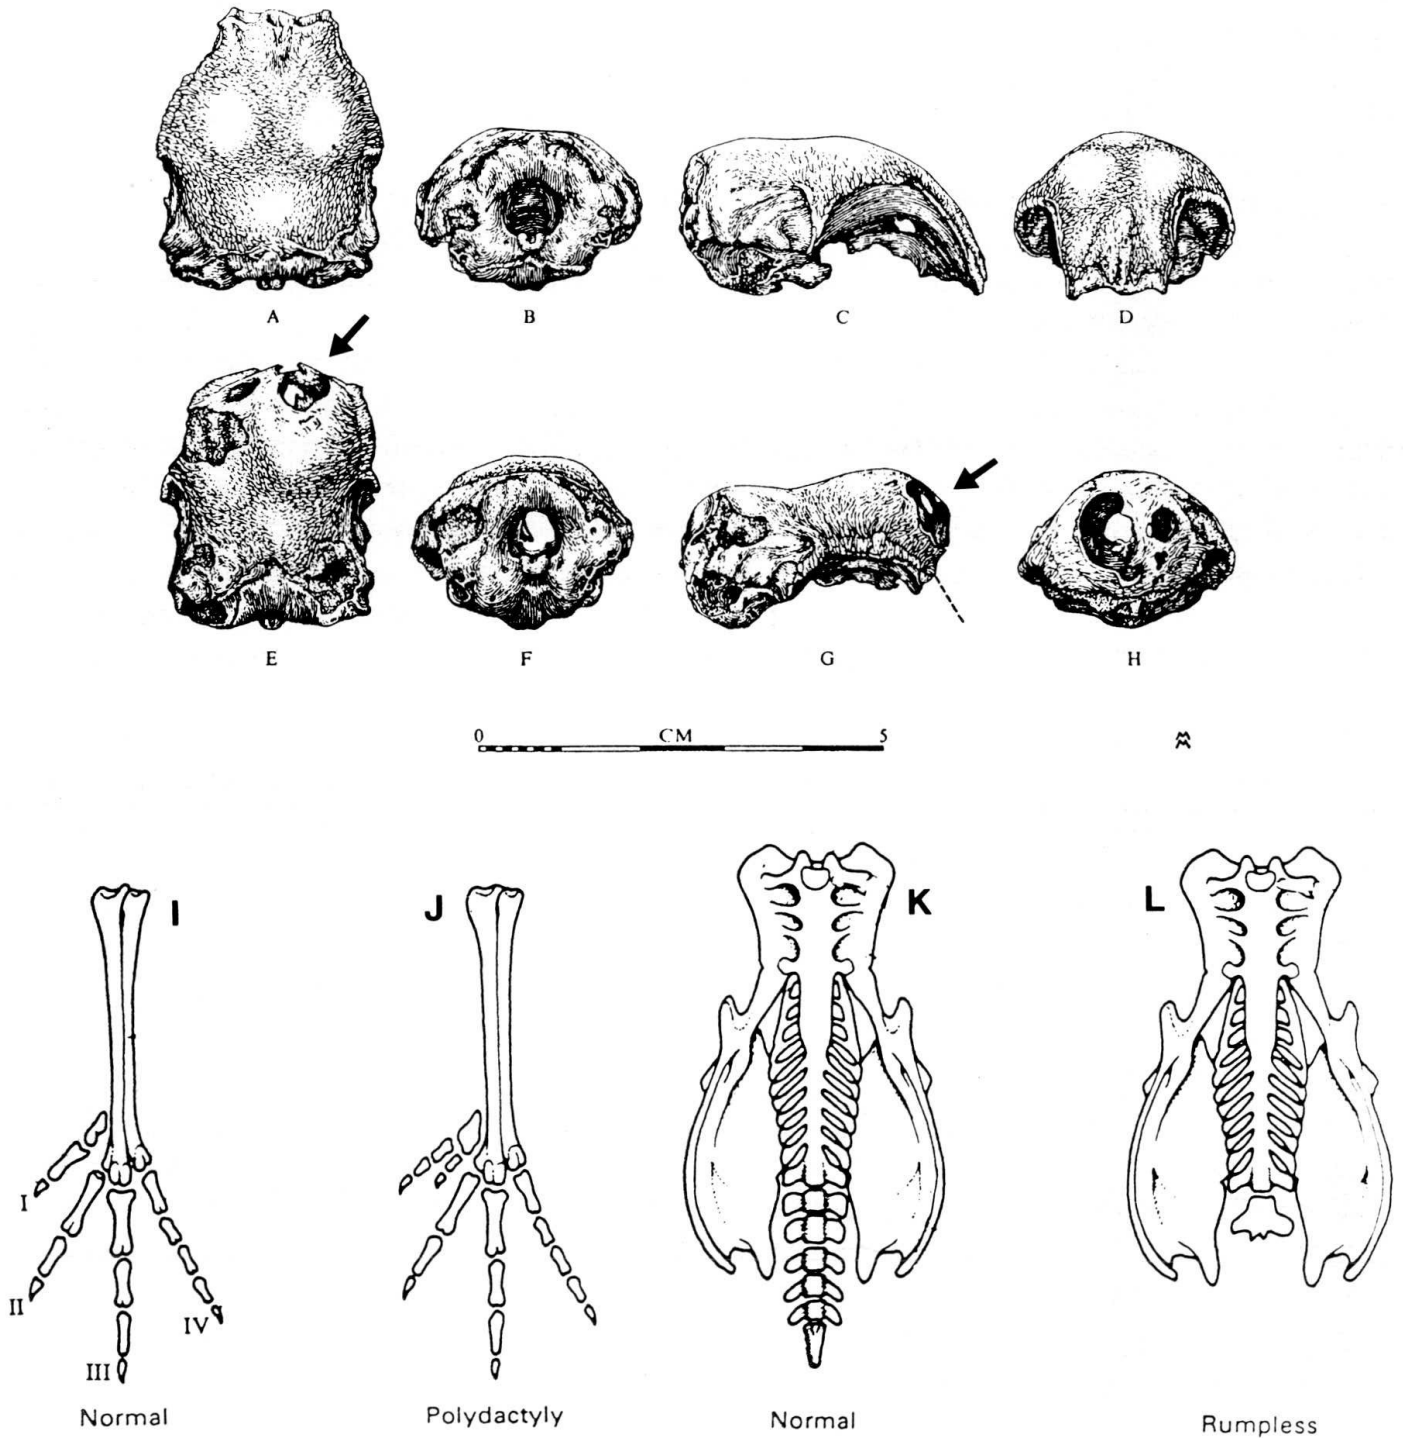 A B C D
E F G H
0 CM 5
I J K L
I
II IV
III
Normal Polydactyly Normal Rumpless